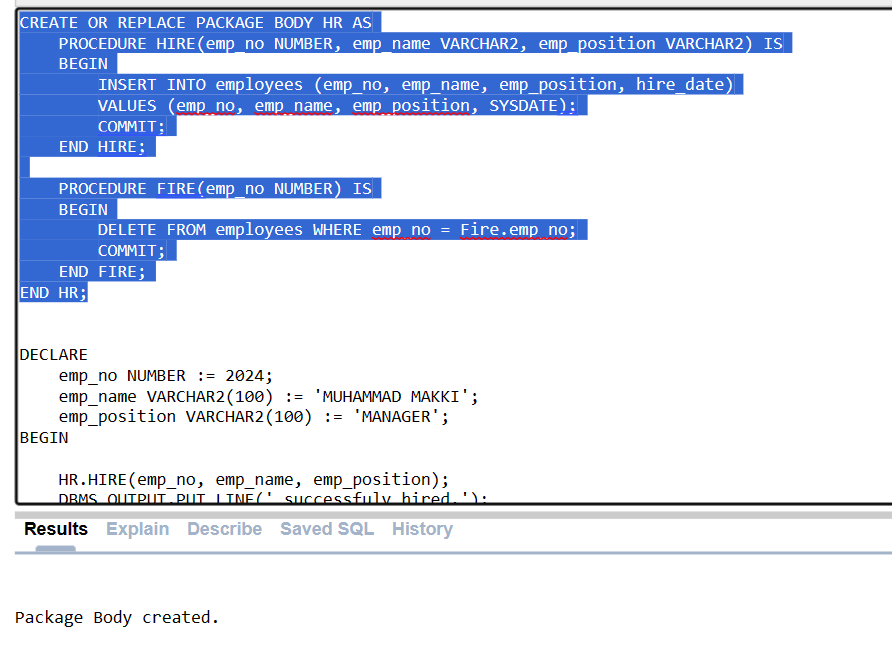 CREATE OR REPLACE PACKAGE BODY HR AS
    PROCEDURE HIRE(emp_no NUMBER, emp_name VARCHAR2, emp_position VARCHAR2) IS
    BEGIN
        INSERT INTO employees (emp_no, emp_name, emp_position, hire_date)
        VALUES (emp_no, emp_name, emp_position, SYSDATE);
        COMMIT;
    END HIRE;
    PROCEDURE FIRE(emp_no NUMBER) IS
    BEGIN
        DELETE FROM employees WHERE emp_no = Fire.emp_no;
        COMMIT;
    END FIRE;
END HR;
DECLARE
    emp_no NUMBER := 2024;
    emp_name VARCHAR2(100) := 'MUHAMMAD MAKKI';
    emp_position VARCHAR2(100) := 'MANAGER';
BEGIN
    HR.HIRE(emp_no, emp_name, emp_position);
    DBMS_OUTPUT.PUT_LINE(' successfuly hired.');
Results Explain Describe Saved SQL History
Package Body created.